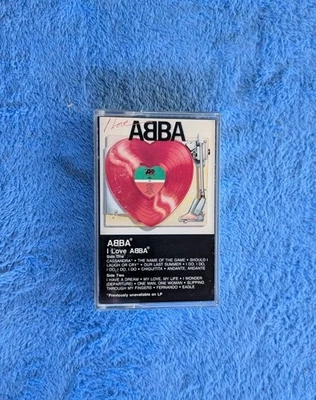 I Love
ABBA
ABBA®
I Love ABBA®
Side One
CASSANDRA* • THE NAME OF THE GAME • SHOULD I
LAUGH OR CRY* • OUR LAST SUMMER • I DO, I DO,
I DO, I DO, I DO • CHIQUITITA • ANDANTE, ANDANTE
Side Two
I HAVE A DREAM • MY LOVE, MY LIFE • I WONDER
(DEPARTURE) • ONE MAN, ONE WOMAN • SLIPPING
THROUGH MY FINGERS • FERNANDO • EAGLE
*Previously unavailable on LP